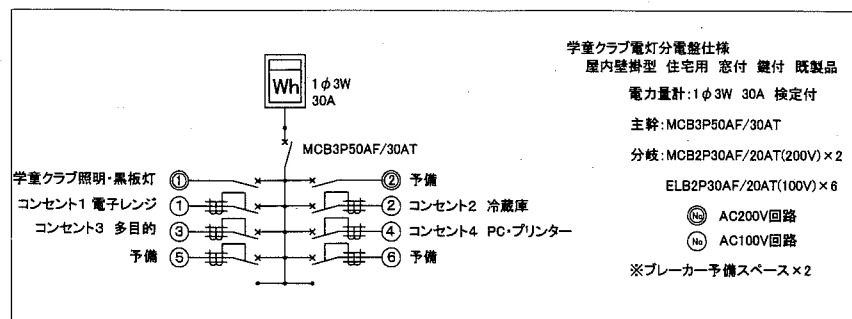 学童クラブ電灯分電盤仕様
屋内壁掛型 住宅用 窓付 鍵付 既製品
電力量計:1φ3W 30A 検定付
主幹:MCB3P50AF/30AT
分岐:MCB2P30AF/20AT(200V)×2
ELB2P30AF/20AT(100V)×6
No AC200V回路
No AC100V回路
※ブレーカー予備スペース×2
Wh
1φ3W
30A
MCB3P50AF/30AT
学童クラブ照明・黒板灯 ① ② 予備
コンセント1 電子レンジ ① ② コンセント2 冷蔵庫
コンセント3 多目的 ③ ④ コンセント4 PC・プリンター
予備 ⑤ ⑥ 予備